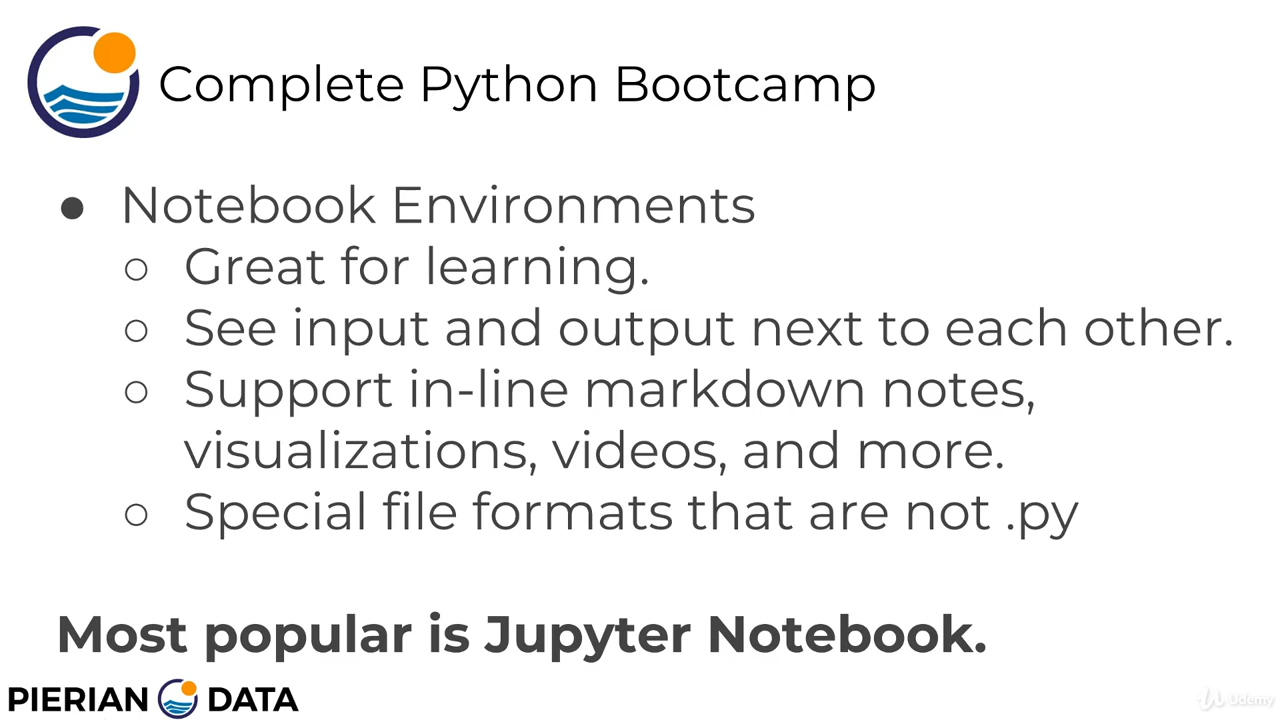 Complete Python Bootcamp
● Notebook Environments
○ Great for learning.
○ See input and output next to each other.
○ Support in-line markdown notes,
visualizations, videos, and more.
○ Special file formats that are not .py
Most popular is Jupyter Notebook.
PIERIAN DATA
Udemy